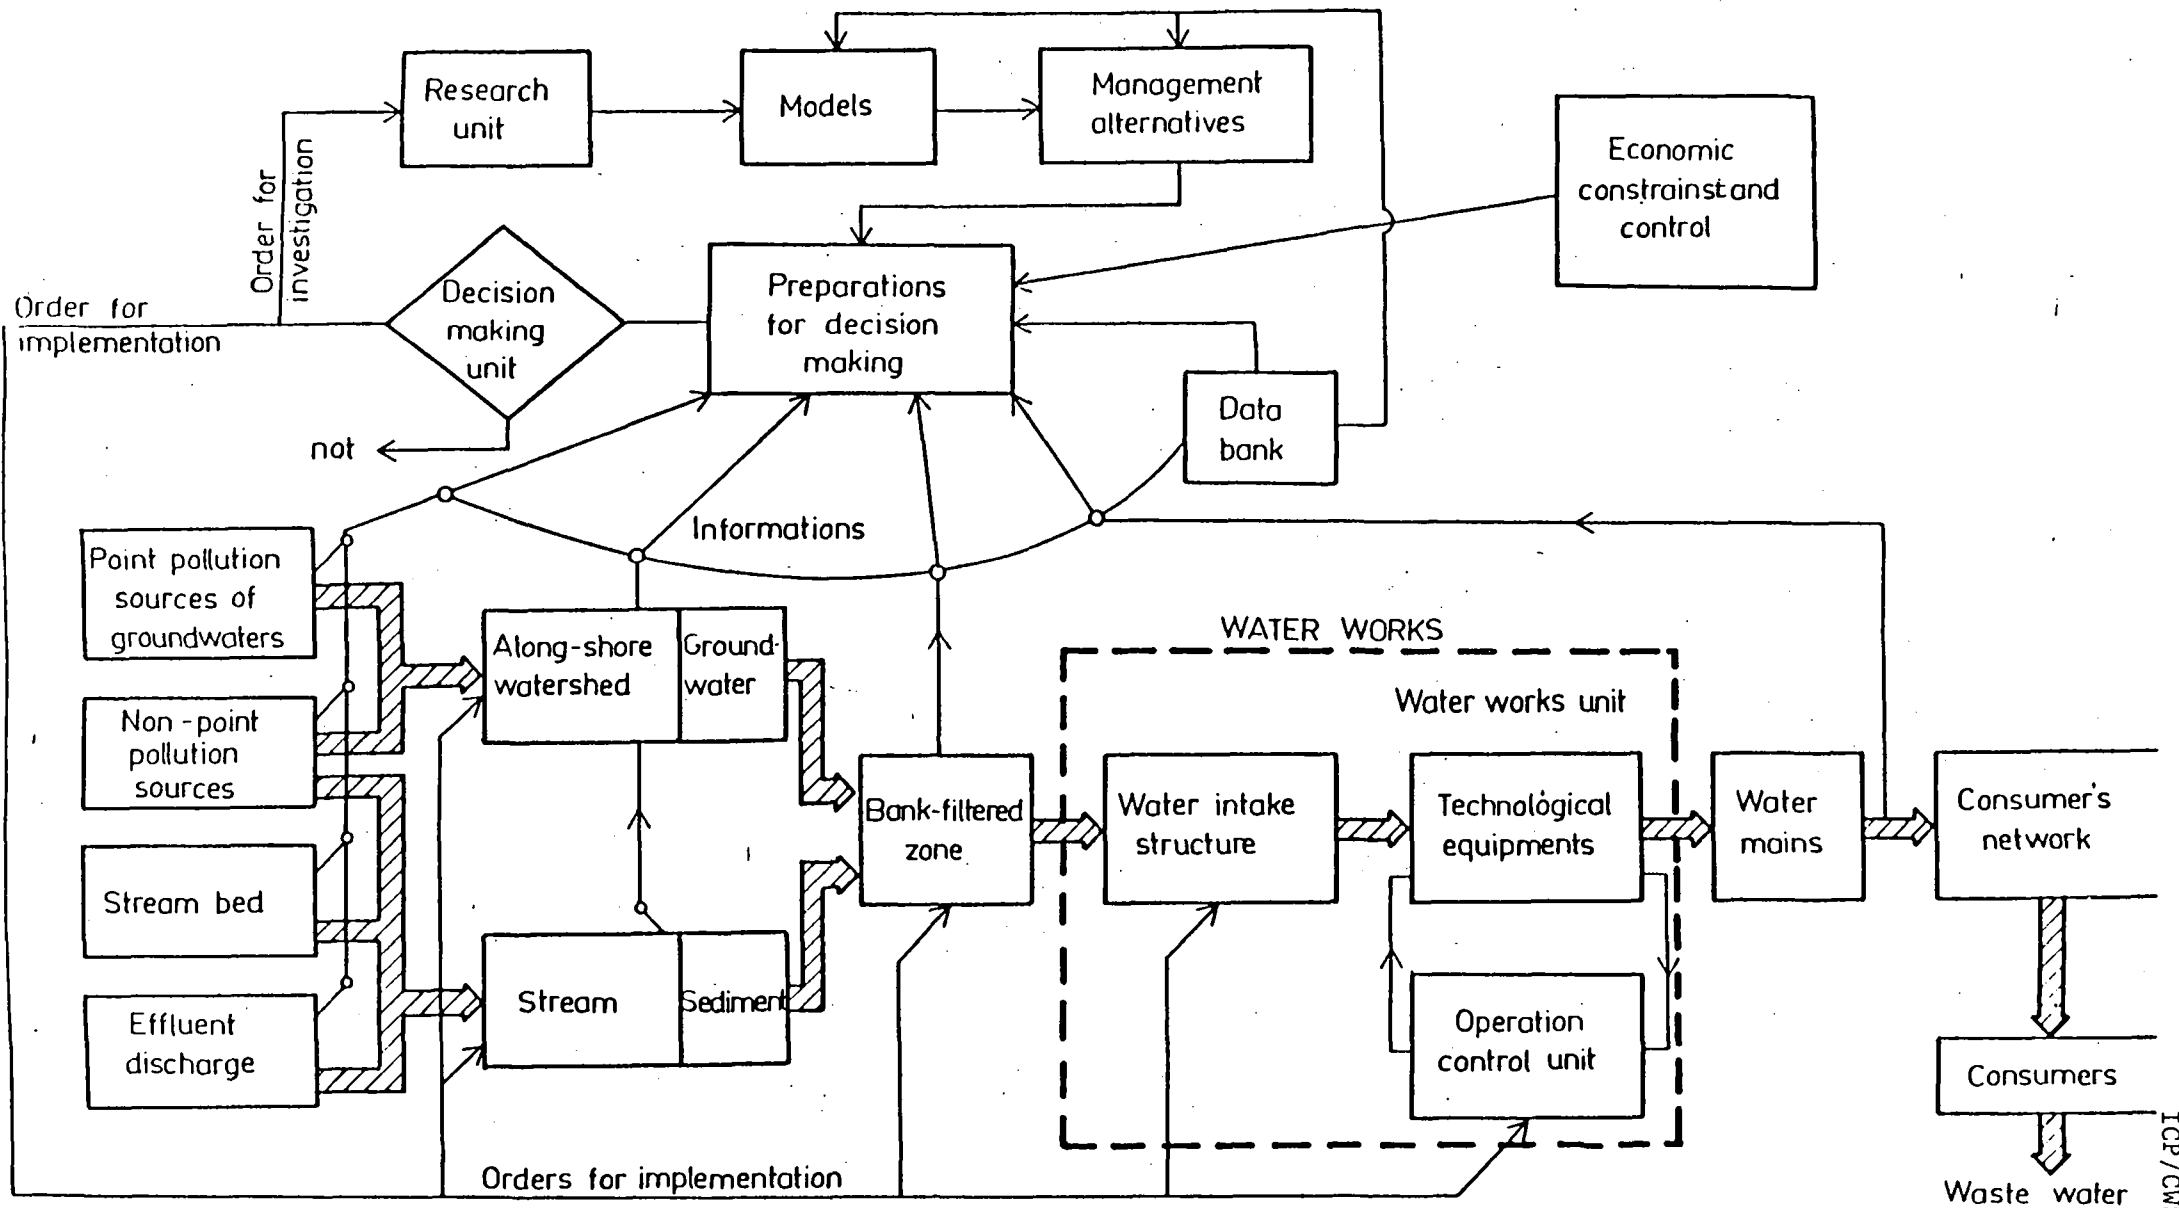 Research
unit
Models
Management
alternatives
Economic
constrainstand
control
Order for
investigation
Order for
implementation
Decision
making
unit
Preparations
for decision
making
not
Data
bank
Informations
Point pollution
sources of
groundwaters
Non-point
pollution
sources
Stream bed
Effluent
discharge
Along-shore
watershed
Ground-
water
Stream
Sediment
Bank-filtered
zone
WATER WORKS
Water works unit
Water intake
structure
Technological
equipments
Operation
control unit
Water
mains
Consumer's
network
Consumers
Waste water
Orders for implementation
ICP/CW